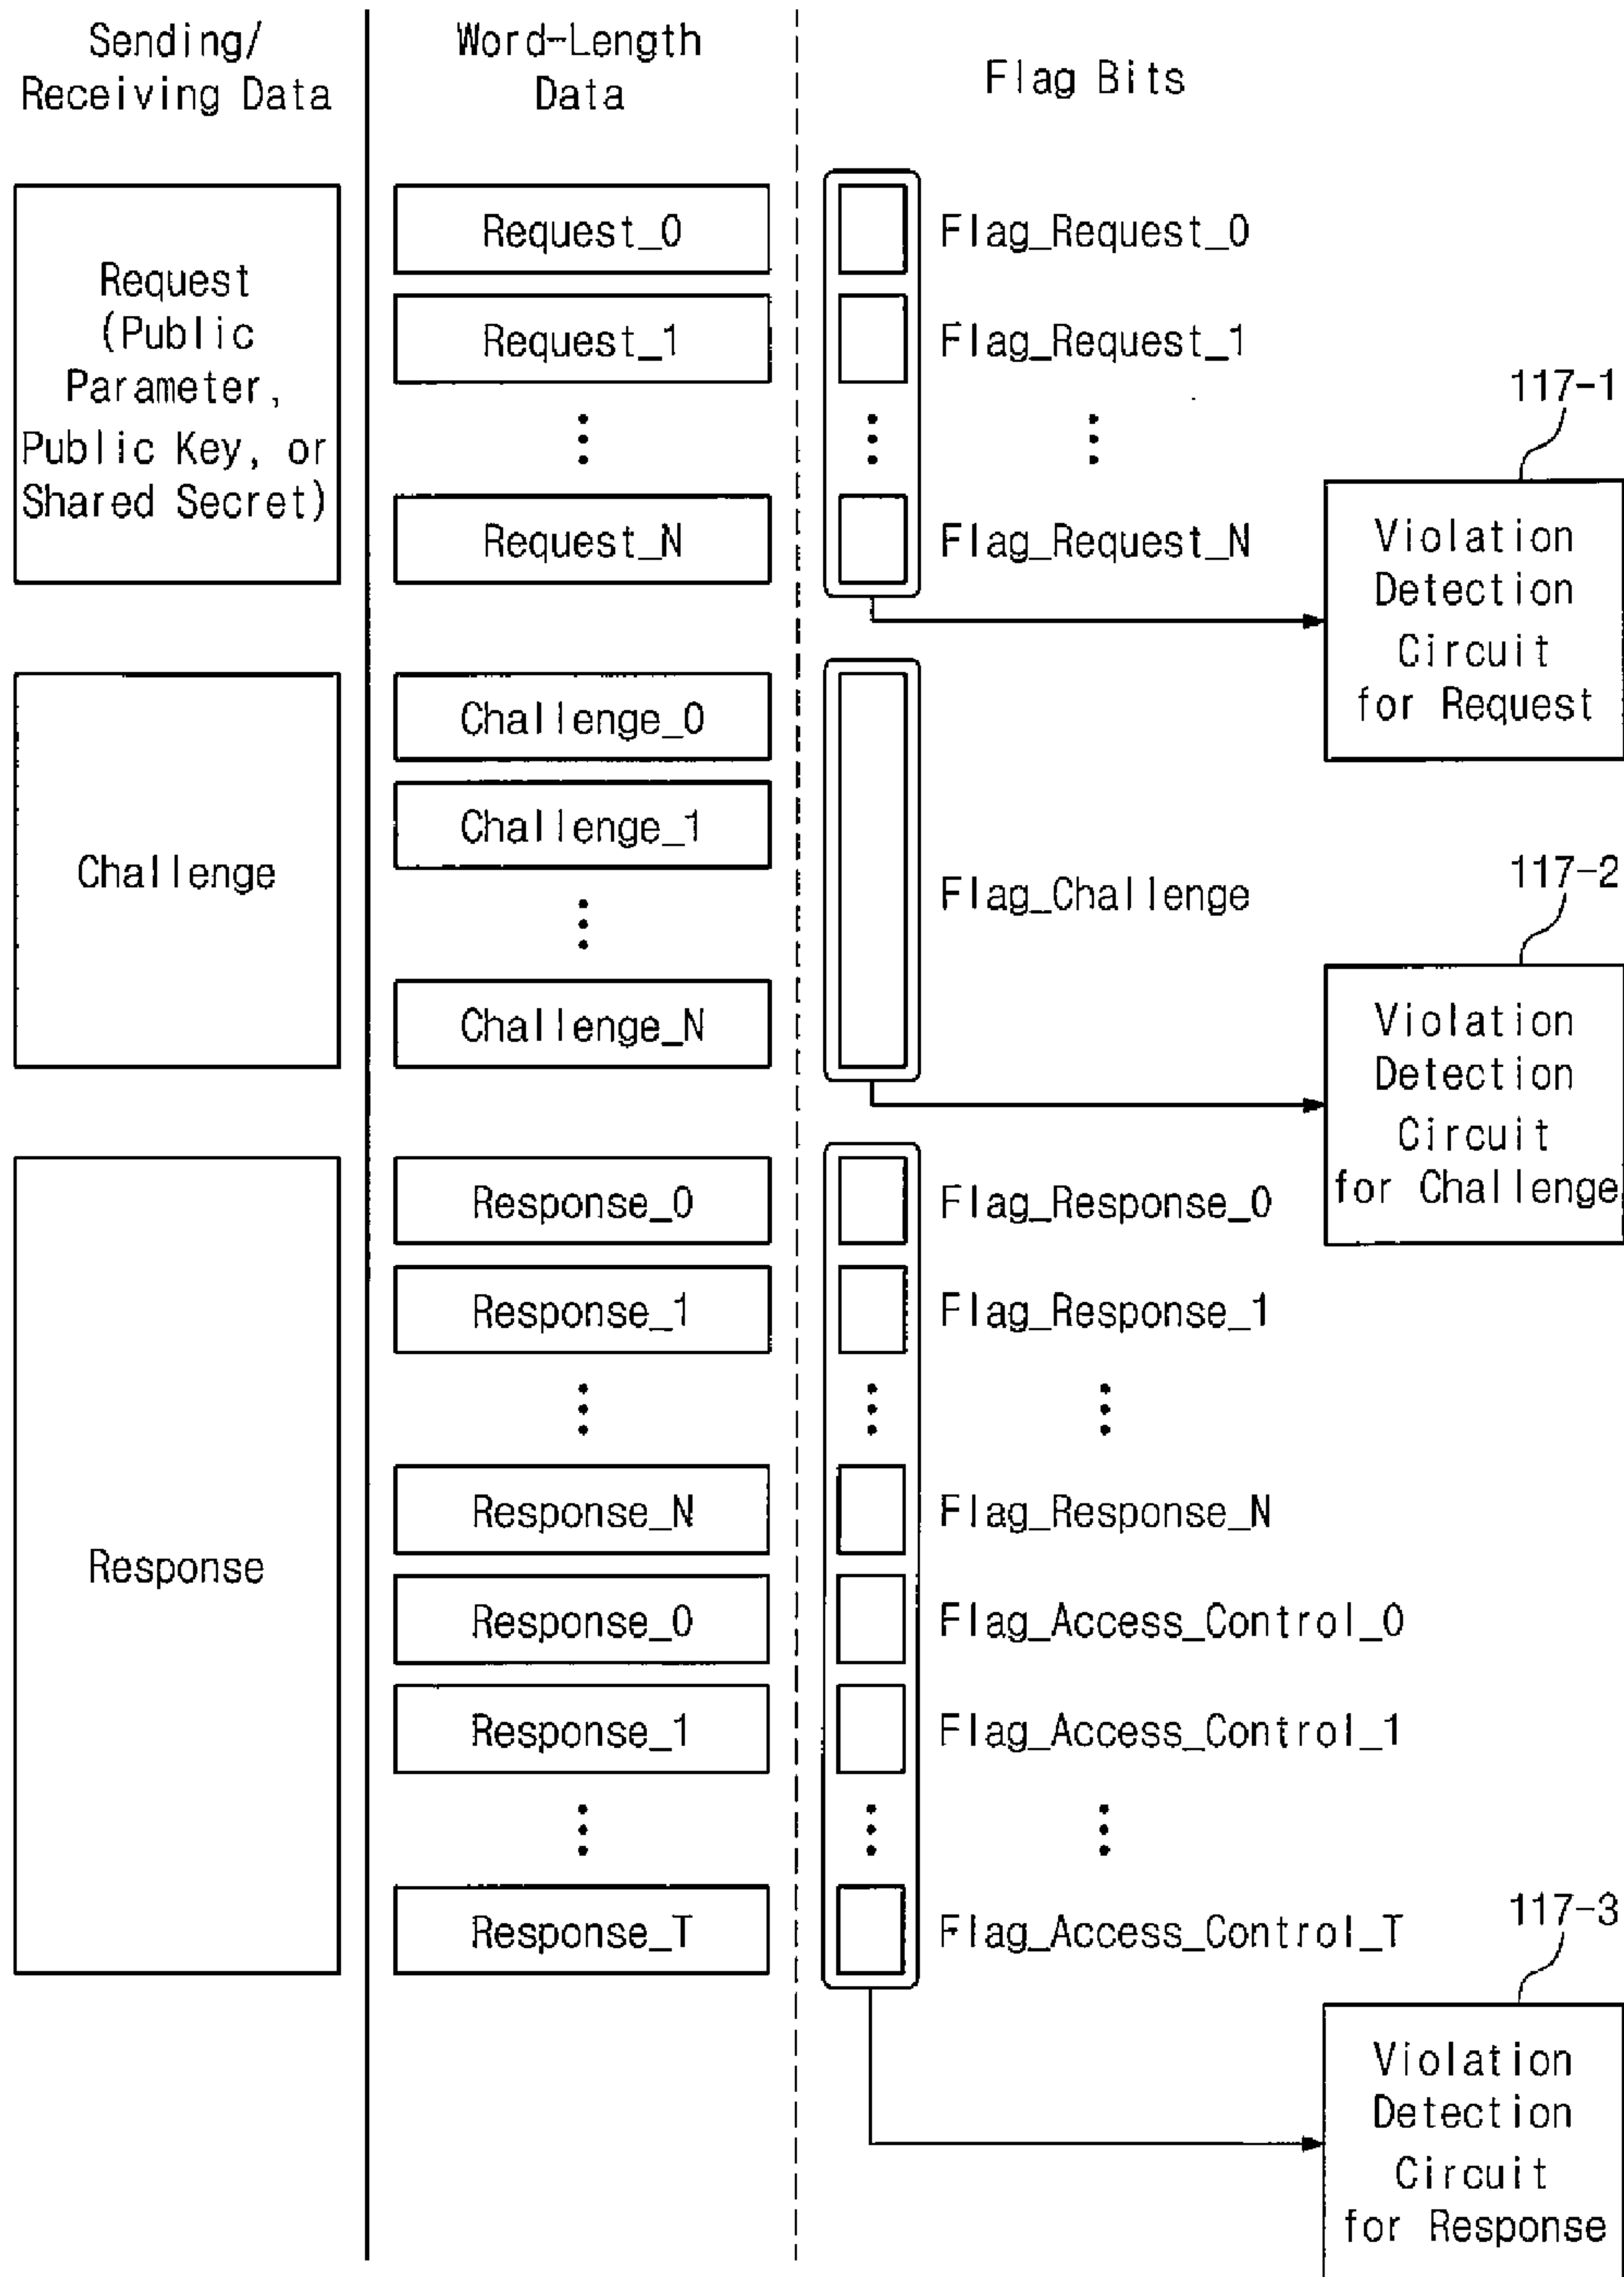 Sending/
Receiving Data
Word-Length
Data
Flag Bits
Request
(Public
Parameter,
Public Key, or
Shared Secret)
Request_0
Flag_Request_0
Request_1
Flag_Request_1
Request_N
Flag_Request_N
117-1
Violation
Detection
Circuit
for Request
Challenge
Challenge_0
Challenge_1
Challenge_N
Flag_Challenge
117-2
Violation
Detection
Circuit
for Challenge
Response
Response_0
Flag_Response_0
Response_1
Flag_Response_1
Response_N
Flag_Response_N
Response_0
Flag_Access_Control_0
Response_1
Flag_Access_Control_1
Response_T
Flag_Access_Control_T
117-3
Violation
Detection
Circuit
for Response